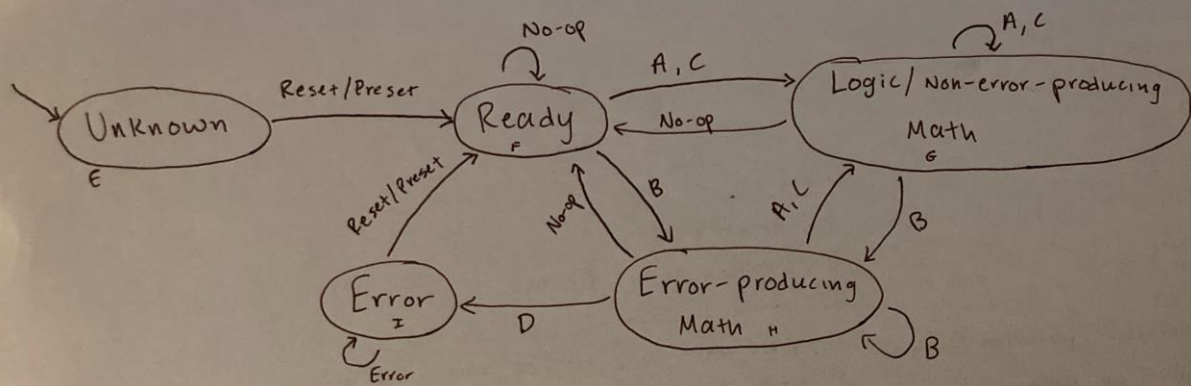 No-op
A, C
A, C
Reset/Preset
Logic/Non-error-producing
Math
G
Unknown
E
Ready
F
No-op
Reset/Preset
No-op
B
A, C
B
Error
I
D
Error-producing
Math H
B
Error